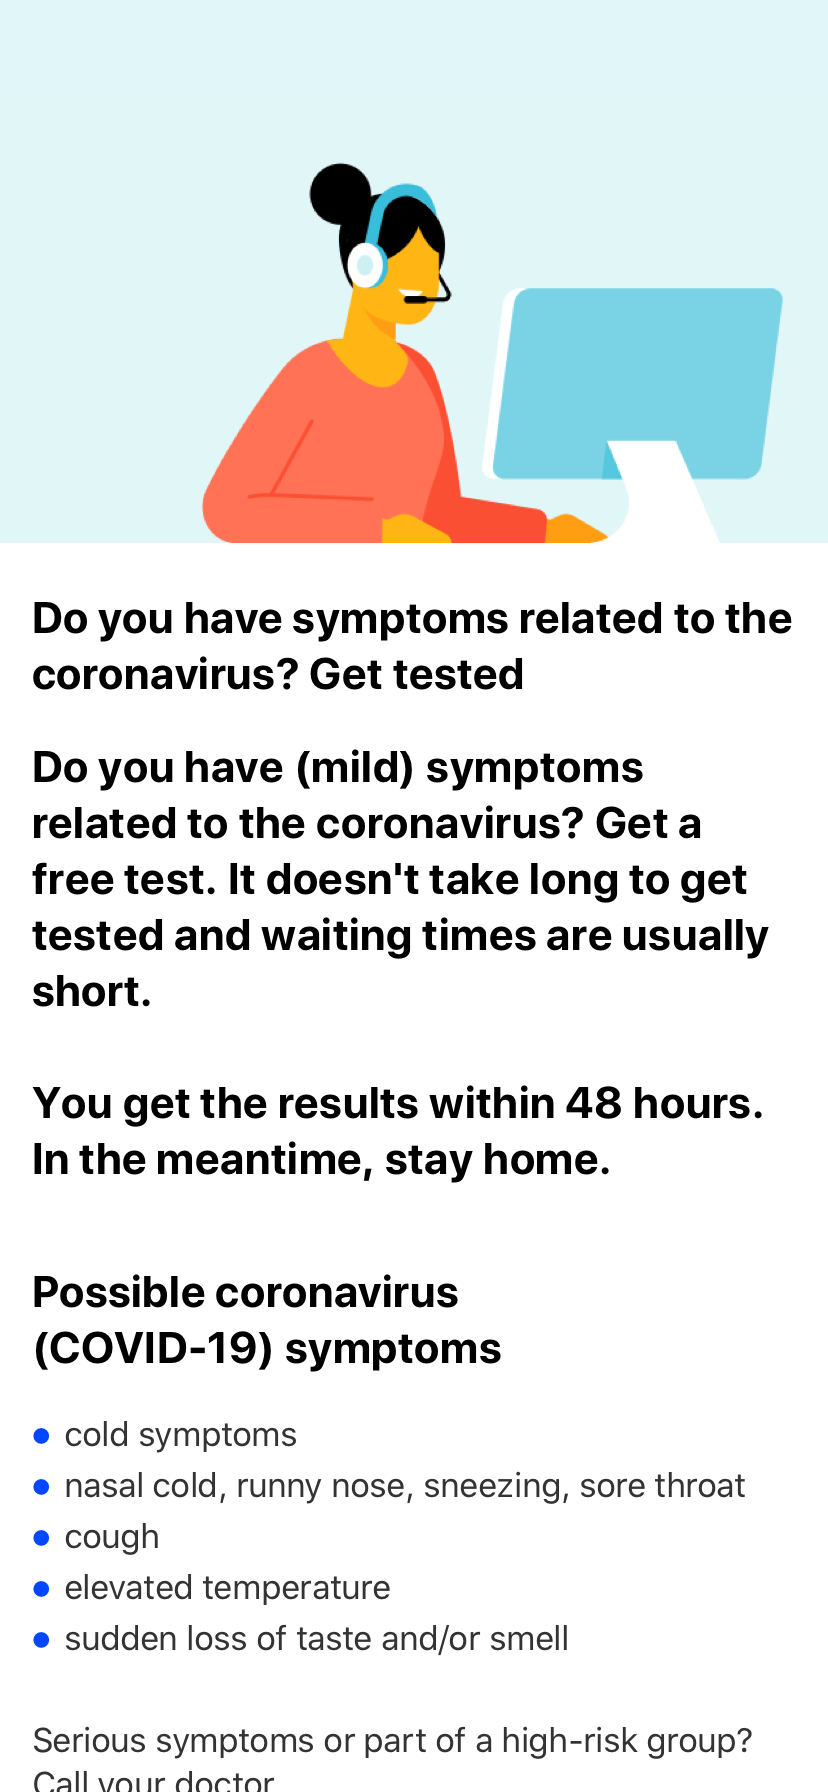 Do you have symptoms related to the
coronavirus? Get tested
Do you have (mild) symptoms
related to the coronavirus? Get a
free test. It doesn't take long to get
tested and waiting times are usually
short.
You get the results within 48 hours.
In the meantime, stay home.
Possible coronavirus
(COVID-19) symptoms
cold symptoms
nasal cold, runny nose, sneezing, sore throat
cough
elevated temperature
sudden loss of taste and/or smell
Serious symptoms or part of a high-risk group?
Call your doctor